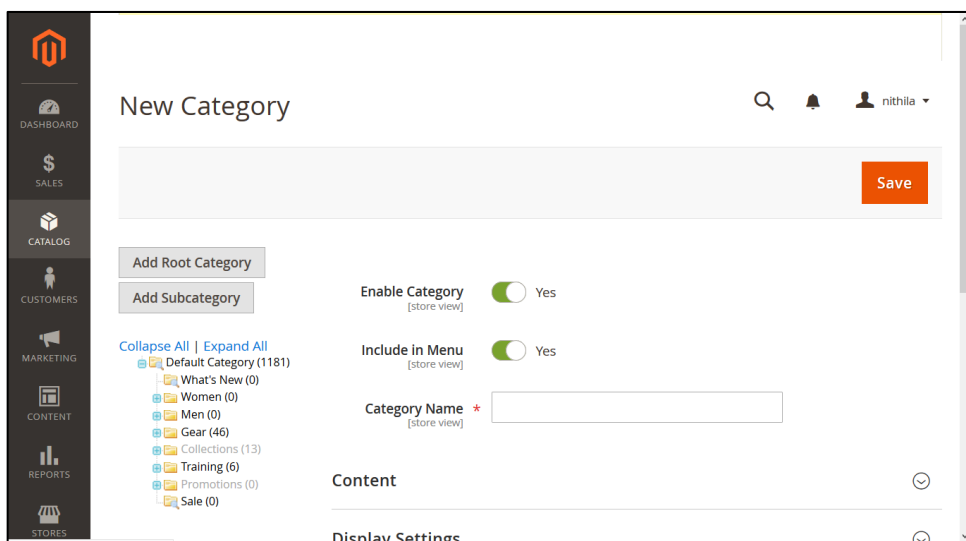 New Category
nithila
DASHBOARD
SALES
CATALOG
CUSTOMERS
MARKETING
CONTENT
REPORTS
STORES
Save
Add Root Category
Add Subcategory
Collapse All | Expand All
Default Category (1181)
What's New (0)
Women (0)
Men (0)
Gear (46)
Collections (13)
Training (6)
Promotions (0)
Sale (0)
Enable Category
[store view]
Yes
Include in Menu
[store view]
Yes
Category Name *
[store view]
Content
Display Settings